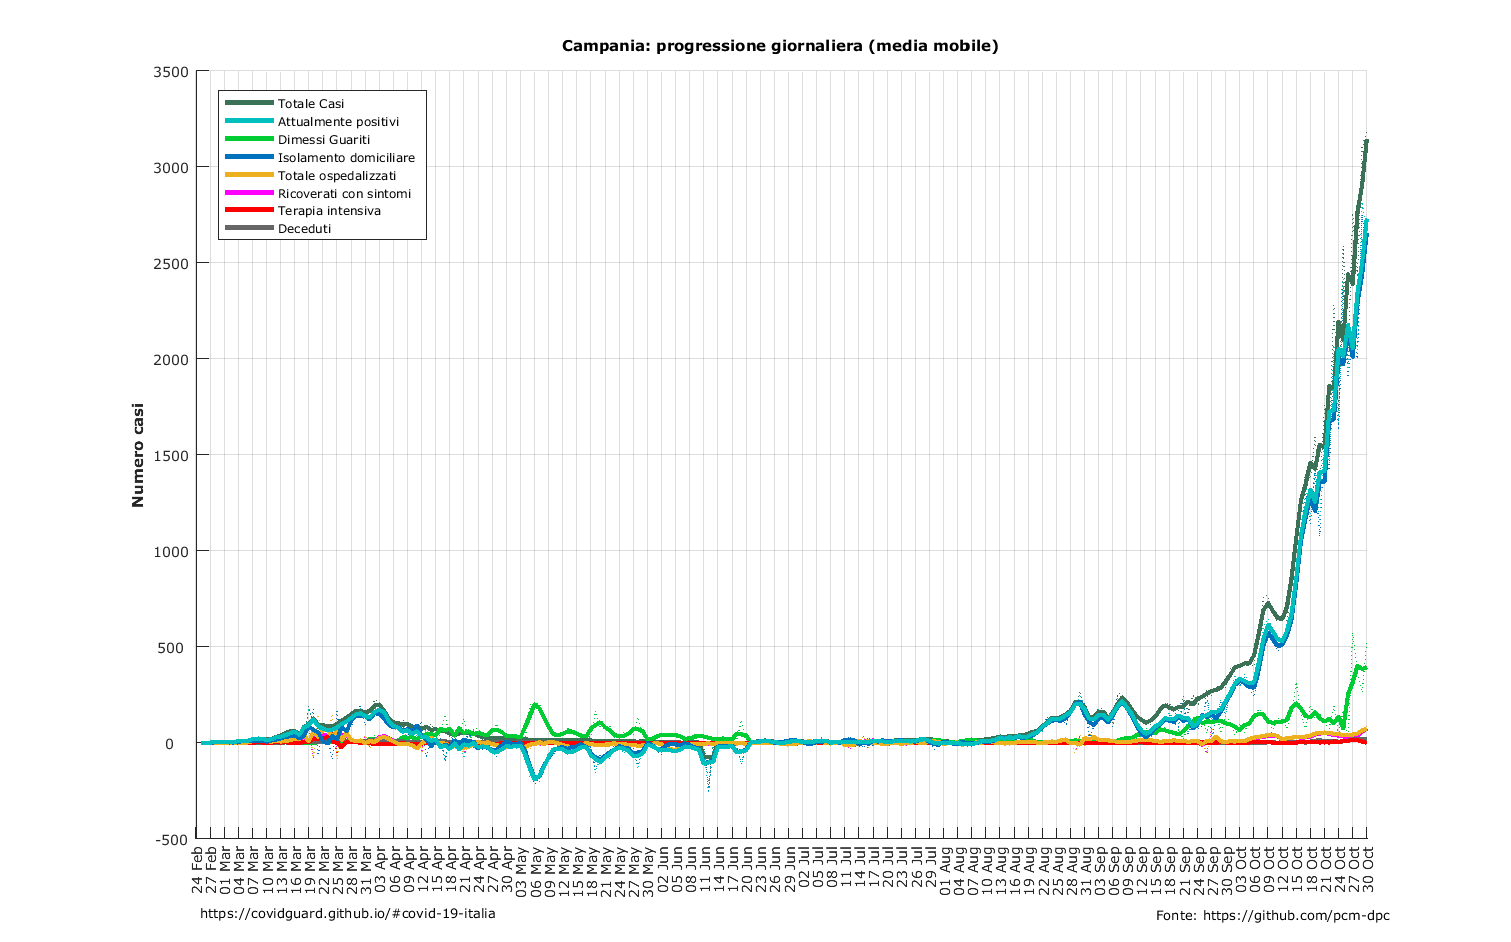 Campania: progressione giornaliera (media mobile)
3500
3000
2500
2000
1500
1000
500
0
-500
Numero casi
Totale Casi
Attualmente positivi
Dimessi Guariti
Isolamento domiciliare
Totale ospedalizzati
Ricoverati con sintomi
Terapia intensiva
Deceduti
24 Feb
27 Feb
01 Mar
04 Mar
07 Mar
10 Mar
13 Mar
16 Mar
19 Mar
22 Mar
25 Mar
28 Mar
31 Mar
03 Apr
06 Apr
09 Apr
12 Apr
15 Apr
18 Apr
21 Apr
24 Apr
27 Apr
30 Apr
03 May
06 May
09 May
12 May
15 May
18 May
21 May
24 May
27 May
30 May
02 Jun
05 Jun
08 Jun
11 Jun
14 Jun
17 Jun
20 Jun
23 Jun
26 Jun
29 Jun
02 Jul
05 Jul
08 Jul
11 Jul
14 Jul
17 Jul
20 Jul
23 Jul
26 Jul
29 Jul
01 Aug
04 Aug
07 Aug
10 Aug
13 Aug
16 Aug
19 Aug
22 Aug
25 Aug
28 Aug
31 Aug
03 Sep
06 Sep
09 Sep
12 Sep
15 Sep
18 Sep
21 Sep
24 Sep
27 Sep
30 Sep
03 Oct
06 Oct
09 Oct
12 Oct
15 Oct
18 Oct
21 Oct
24 Oct
27 Oct
30 Oct
https://covidguard.github.io/#covid-19-italia
Fonte: https://github.com/pcm-dpc